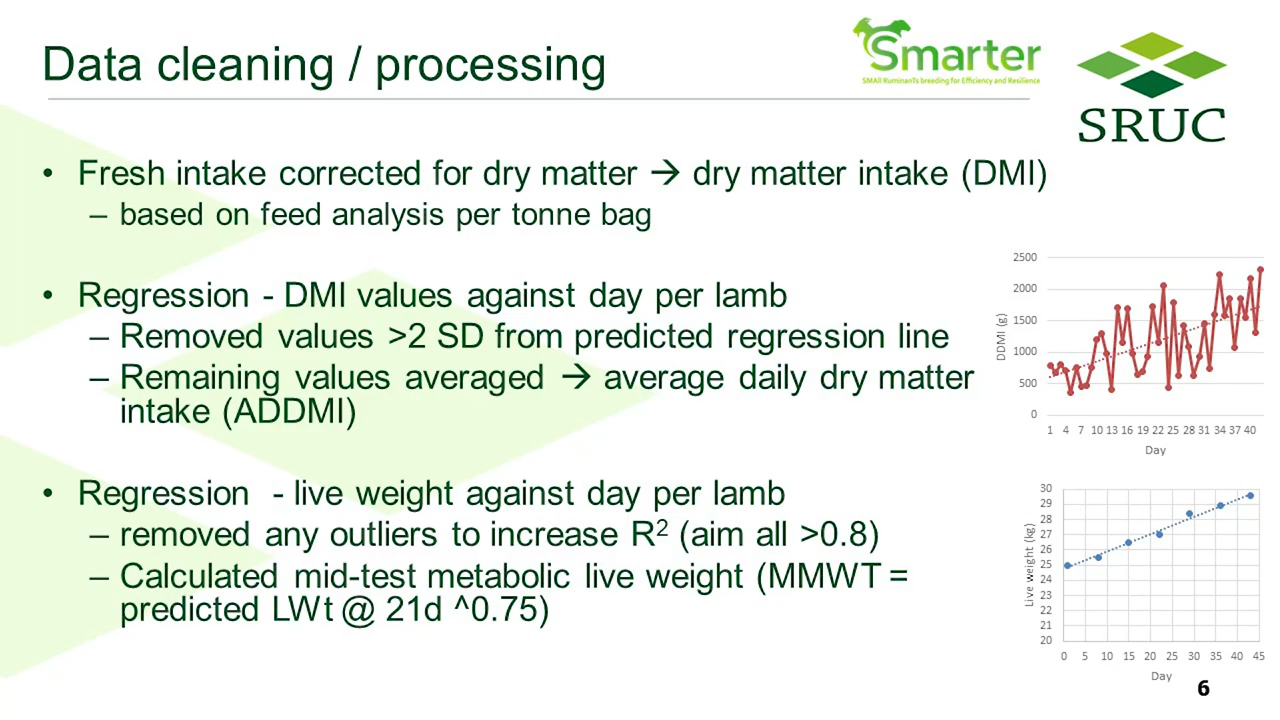 Data cleaning / processing
Smarter
SMAll RuminanTs breeding for Efficiency and Resilience
SRUC
• Fresh intake corrected for dry matter → dry matter intake (DMI)
– based on feed analysis per tonne bag
• Regression - DMI values against day per lamb
– Removed values >2 SD from predicted regression line
– Remaining values averaged → average daily dry matter
intake (ADDMI)
• Regression - live weight against day per lamb
– removed any outliers to increase R² (aim all >0.8)
– Calculated mid-test metabolic live weight (MMWT =
predicted LWt @ 21d ^0.75)
2500
2000
1500
1000
500
0
DDMI (g)
1 4 7 10 13 16 19 22 25 28 31 34 37 40
Day
30
29
28
27
26
25
24
23
22
21
20
Live weight (kg)
0 5 10 15 20 25 30 35 40 45
Day
6